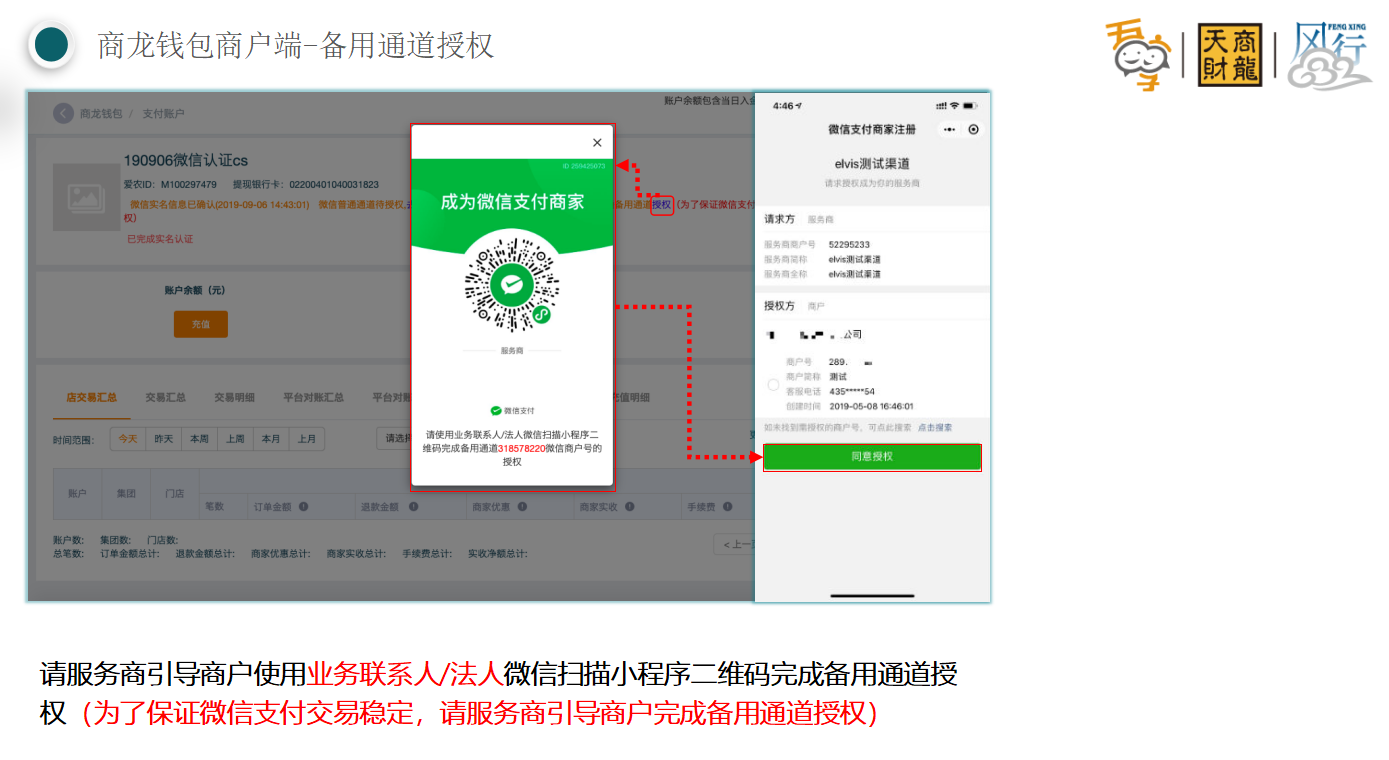 商龙钱包商户端-备用通道授权
吾享
天商
财龍
FENG XING
风行
商龙钱包 / 支付账户
账户余额包含当日入
190906微信认证cs
爱农ID: M100297479 提现银行卡: 02200401040031823
微信实名信息已确认(2019-09-06 14:43:01) 微信普通通道待授权,
备用通道授权(为了保证微信支付
权)
已完成实名认证
账户余额（元）
充值
店交易汇总 交易汇总 交易明细 平台对账汇总 平台对账
充值明细
时间范围: 今天 昨天 本周 上周 本月 上月
请选择
账户 集团 门店
笔数 订单金额 退款金额 商家优惠 商家实收 手续费
账户数: 集团数: 门店数:
总笔数: 订单金额总计: 退款金额总计: 商家优惠总计: 商家实收总计: 手续费总计: 实收净额总计:
< 上一
×
ID 259425073
成为微信支付商家
服务商
微信支付
请使用业务联系人/法人微信扫描小程序二
维码完成备用通道318578220微信商户号的
授权
4:46
微信支付商家注册
elvis测试渠道
请求授权成为你的服务商
请求方 服务商
服务商商户号 52295233
服务商简称 elvis测试渠道
服务商全称 elvis测试渠道
授权方 商户
公司
商户号 289.
商户简称 测试
客服电话 435*****54
创建时间 2019-05-08 16:46:01
如未找到需授权的商户号，可点此搜索 点击搜索
同意授权
请服务商引导商户使用业务联系人/法人微信扫描小程序二维码完成备用通道授
权（为了保证微信支付交易稳定，请服务商引导商户完成备用通道授权）